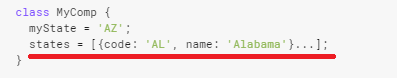 class MyComp {
myState = 'AZ';
states = [{code: 'AL', name: 'Alabama'}...];
}